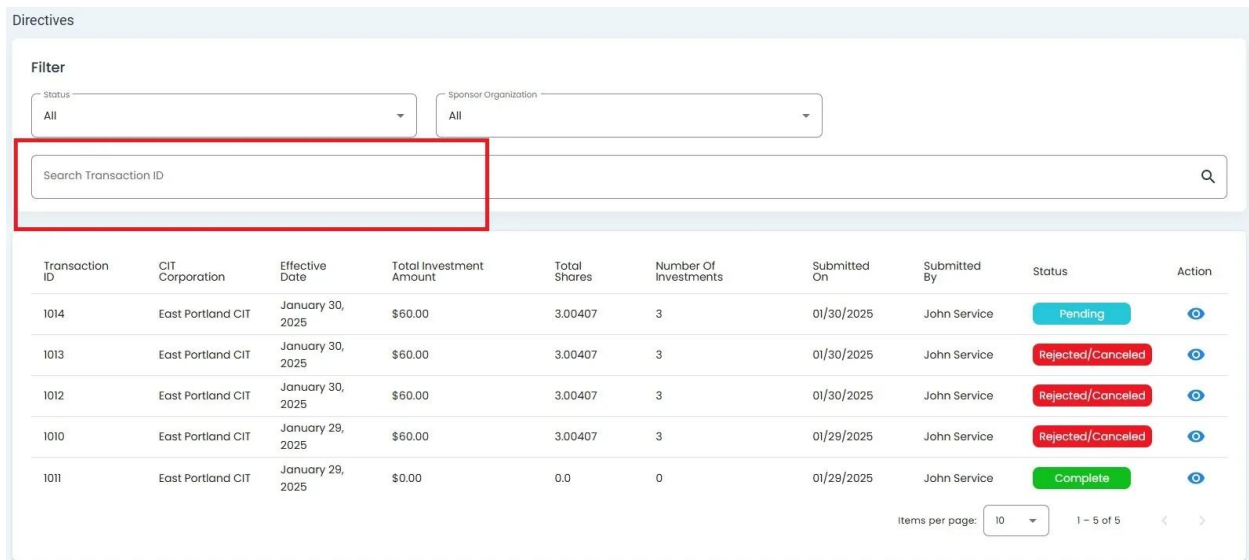 Directives
Filter
Status
Sponsor Organization
All
All
Search Transaction ID
Transaction ID CIT Corporation Effective Date Total Investment Amount Total Shares Number Of Investments Submitted On Submitted By Status Action
1014 East Portland CIT January 30, 2025 $60.00 3.00407 3 01/30/2025 John Service Pending
1013 East Portland CIT January 30, 2025 $60.00 3.00407 3 01/30/2025 John Service Rejected/Canceled
1012 East Portland CIT January 30, 2025 $60.00 3.00407 3 01/30/2025 John Service Rejected/Canceled
1010 East Portland CIT January 29, 2025 $60.00 3.00407 3 01/29/2025 John Service Rejected/Canceled
1011 East Portland CIT January 29, 2025 $0.00 0.0 0 01/29/2025 John Service Complete
Items per page: 10 1 – 5 of 5